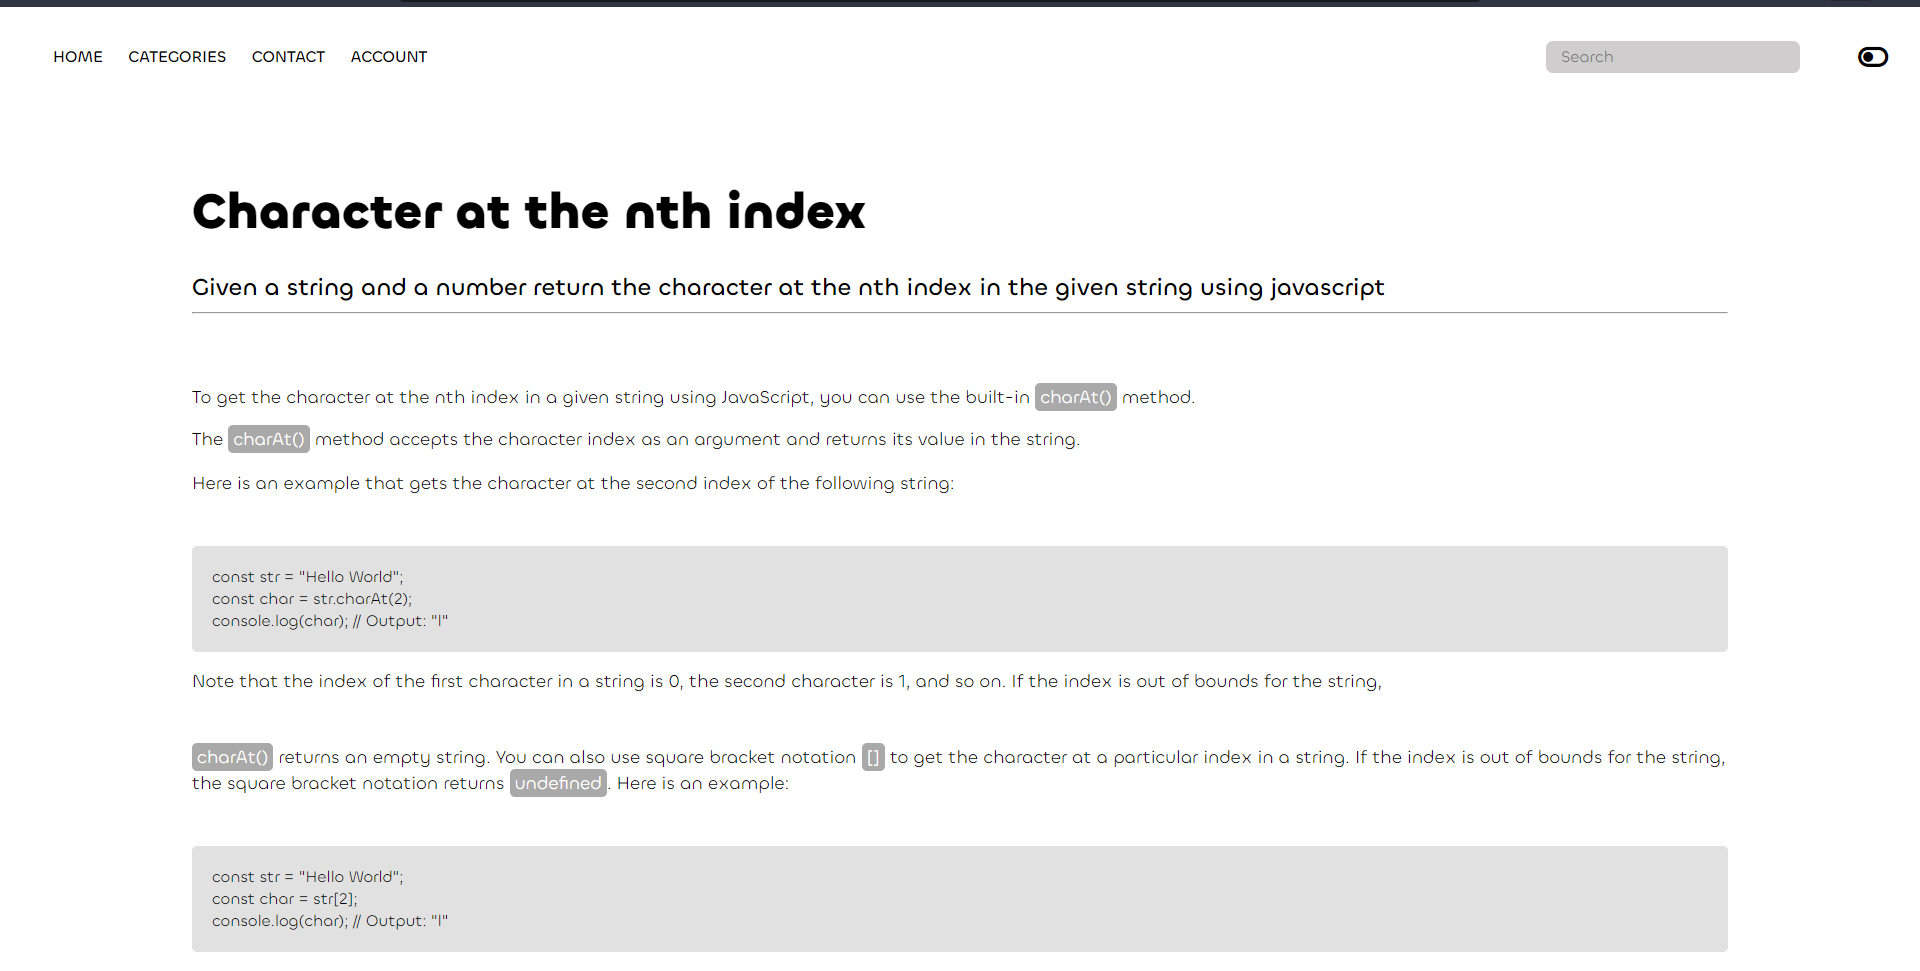 HOME CATEGORIES CONTACT ACCOUNT Search
Character at the nth index
Given a string and a number return the character at the nth index in the given string using javascript
To get the character at the nth index in a given string using JavaScript, you can use the built-in charAt() method.
The charAt() method accepts the character index as an argument and returns its value in the string.
Here is an example that gets the character at the second index of the following string:
const str = "Hello World";
const char = str.charAt(2);
console.log(char); // Output: "l"
Note that the index of the first character in a string is 0, the second character is 1, and so on. If the index is out of bounds for the string,
charAt() returns an empty string. You can also use square bracket notation [] to get the character at a particular index in a string. If the index is out of bounds for the string,
the square bracket notation returns undefined. Here is an example:
const str = "Hello World";
const char = str[2];
console.log(char); // Output: "l"